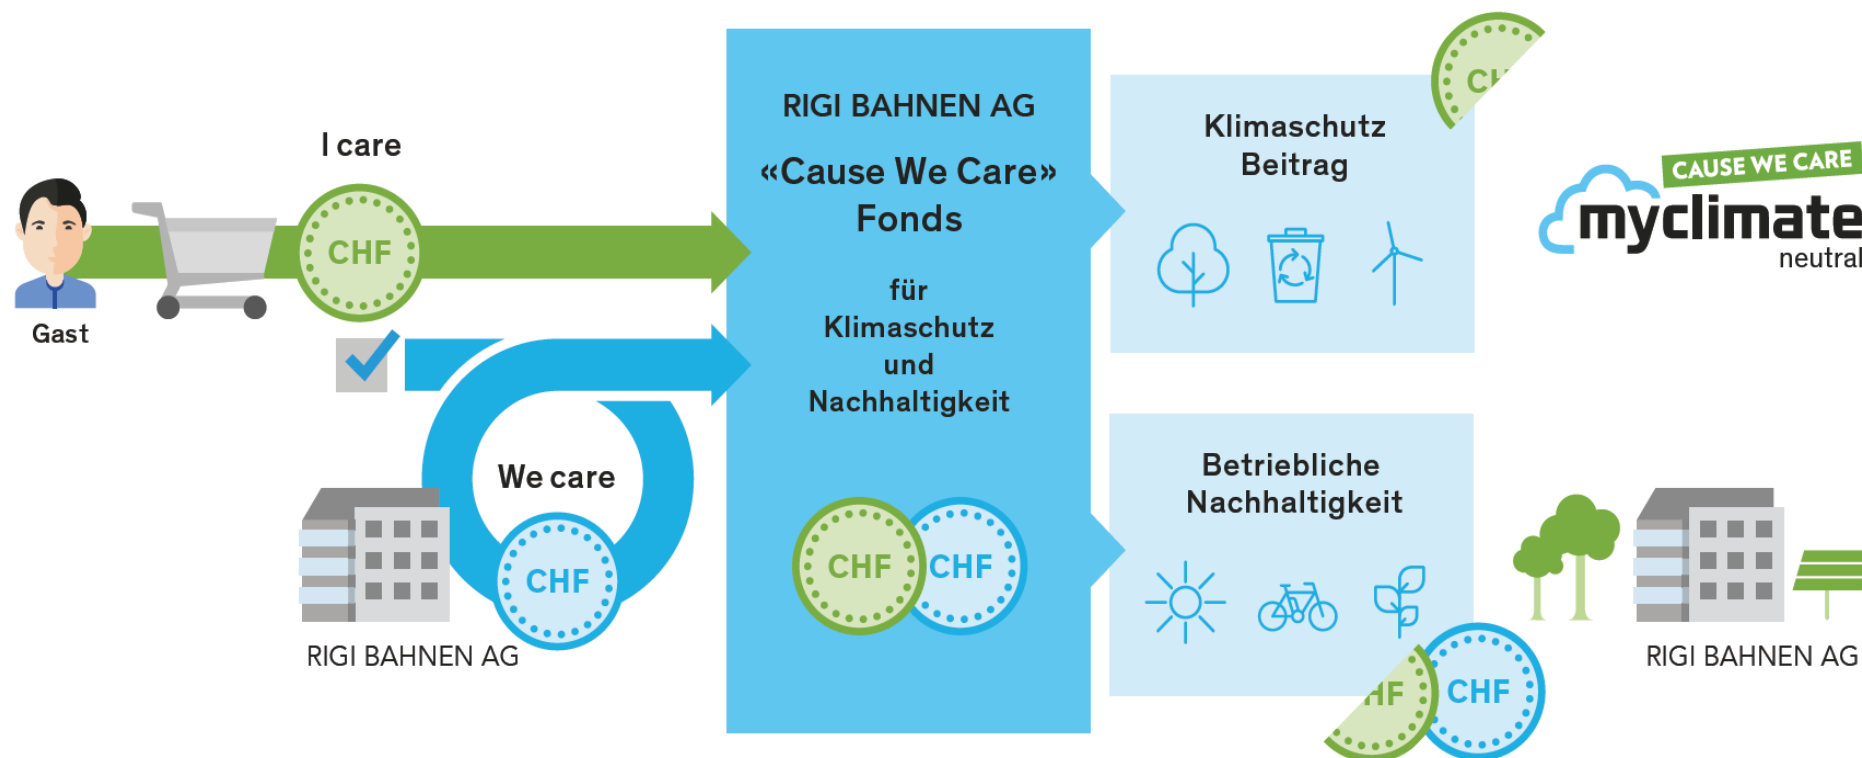 I care
CHF
Gast
We care
CHF
RIGI BAHNEN AG
RIGI BAHNEN AG
«Cause We Care»
Fonds
für
Klimaschutz
und
Nachhaltigkeit
CHF
CHF
Klimaschutz
Beitrag
CAUSE WE CARE
myclimate
neutral
Betriebliche
Nachhaltigkeit
HF
CHF
RIGI BAHNEN AG